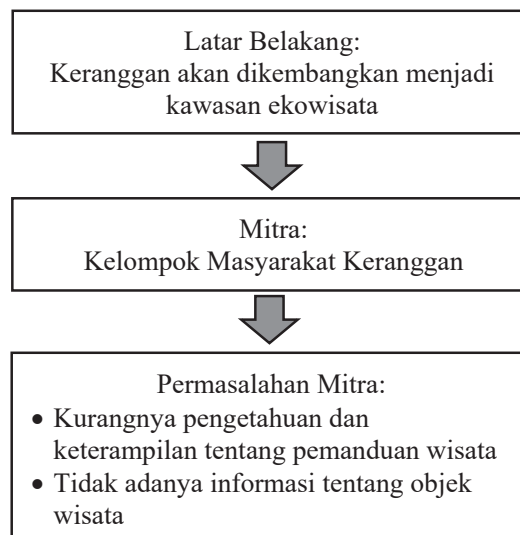 Latar Belakang:
Keranggan akan dikembangkan menjadi
kawasan ekowisata
Mitra:
Kelompok Masyarakat Keranggan
Permasalahan Mitra:
• Kurangnya pengetahuan dan
keterampilan tentang pemanduan wisata
• Tidak adanya informasi tentang objek
wisata